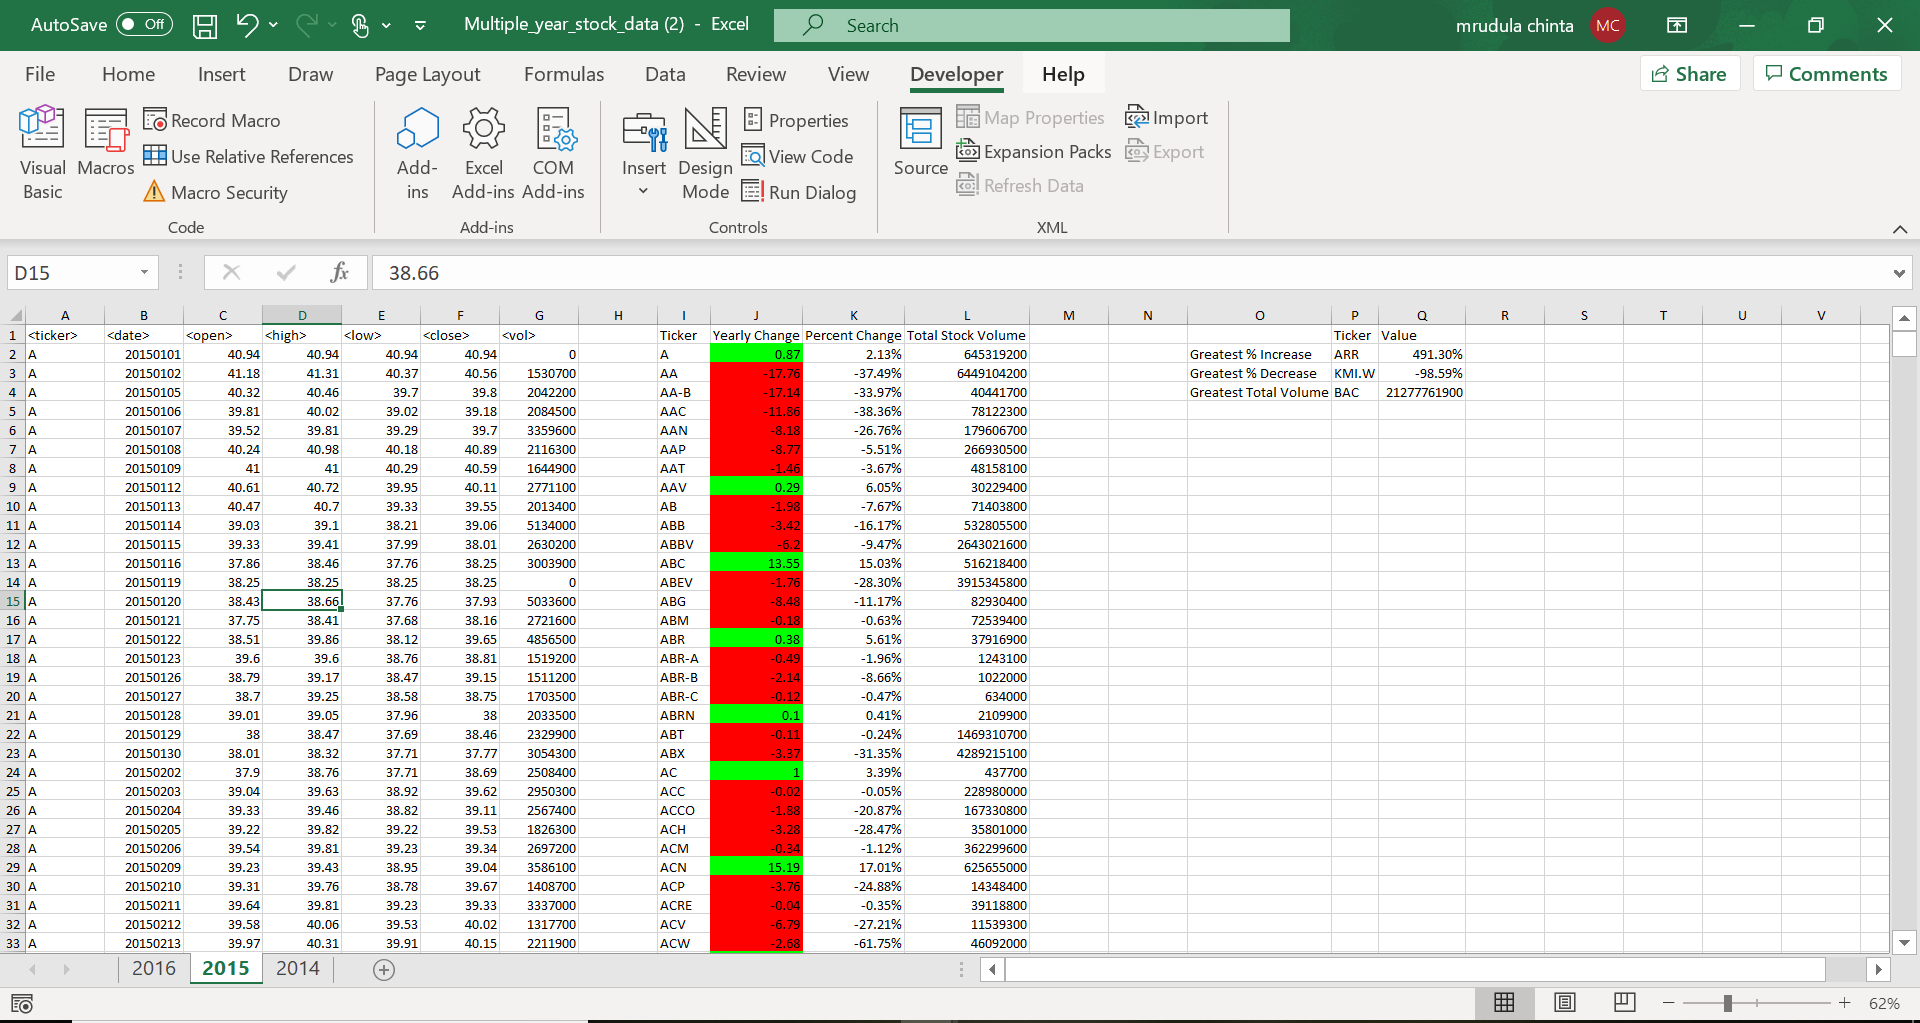 AutoSave Off Multiple_year_stock_data (2) - Excel Search mrudula chinta MC
File Home Insert Draw Page Layout Formulas Data Review View Developer Help Share Comments
Visual Basic Macros Record Macro Use Relative References Macro Security Code
Add-ins Excel Add-ins COM Add-ins Add-ins
Insert Design Mode Properties View Code Run Dialog Controls
Source Map Properties Expansion Packs Refresh Data Import Export XML
D15 fx 38.66
A B C D E F G H I J K L M N O P Q R S T U V
1 <ticker> <date> <open> <high> <low> <close> <vol> Ticker Yearly Change Percent Change Total Stock Volume Ticker Value
2 A 20150101 40.94 40.94 40.94 40.94 0 A 0.87 2.13% 645319200 Greatest % Increase ARR 491.30%
3 A 20150102 41.18 41.31 40.37 40.56 1530700 AA -17.76 -37.49% 6449104200 Greatest % Decrease KMI.W -98.59%
4 A 20150105 40.32 40.46 39.7 39.8 2042200 AA-B -17.14 -33.97% 40441700 Greatest Total Volume BAC 21277761900
5 A 20150106 39.81 40.02 39.02 39.18 2084500 AAC -11.86 -38.36% 78122300
6 A 20150107 39.52 39.81 39.29 39.7 3359600 AAN -8.18 -26.76% 179606700
7 A 20150108 40.24 40.98 40.18 40.89 2116300 AAP -8.77 -5.51% 266930500
8 A 20150109 41 41 40.29 40.59 1644900 AAT -1.46 -3.67% 48158100
9 A 20150112 40.61 40.72 39.95 40.11 2771100 AAV 0.29 6.05% 30229400
10 A 20150113 40.47 40.7 39.33 39.55 2013400 AB -1.98 -7.67% 71403800
11 A 20150114 39.03 39.1 38.21 39.06 5134000 ABB -3.42 -16.17% 532805500
12 A 20150115 39.33 39.41 37.99 38.01 2630200 ABBV -6.2 -9.47% 2643021600
13 A 20150116 37.86 38.46 37.76 38.25 3003900 ABC 13.55 15.03% 516218400
14 A 20150119 38.25 38.25 38.25 38.25 0 ABEV -1.76 -28.30% 3915345800
15 A 20150120 38.43 38.66 37.76 37.93 5033600 ABG -8.48 -11.17% 82930400
16 A 20150121 37.75 38.41 37.68 38.16 2721600 ABM -0.18 -0.63% 72539400
17 A 20150122 38.51 39.86 38.12 39.65 4856500 ABR 0.38 5.61% 37916900
18 A 20150123 39.6 39.6 38.76 38.81 1519200 ABR-A -0.49 -1.96% 1243100
19 A 20150126 38.79 39.17 38.47 39.15 1511200 ABR-B -2.14 -8.66% 1022000
20 A 20150127 38.7 39.25 38.58 38.75 1703500 ABR-C -0.12 -0.47% 634000
21 A 20150128 39.01 39.05 37.96 38 2033500 ABRN 0.1 0.41% 2109900
22 A 20150129 38 38.47 37.69 38.46 2329900 ABT -0.11 -0.24% 1469310700
23 A 20150130 38.01 38.32 37.71 37.77 3054300 ABX -3.37 -31.35% 4289215100
24 A 20150202 37.9 38.76 37.71 38.69 2508400 AC 1 3.39% 437700
25 A 20150203 39.04 39.63 38.92 39.62 2950300 ACC -0.02 -0.05% 228980000
26 A 20150204 39.33 39.46 38.82 39.11 2567400 ACCO -1.88 -20.87% 167330800
27 A 20150205 39.22 39.82 39.22 39.53 1826300 ACH -3.28 -28.47% 35801000
28 A 20150206 39.54 39.81 39.23 39.34 2697200 ACM -0.34 -1.12% 362299600
29 A 20150209 39.23 39.43 38.95 39.04 3586100 ACN 15.19 17.01% 625655000
30 A 20150210 39.31 39.76 38.78 39.67 1408700 ACP -3.76 -24.88% 14348400
31 A 20150211 39.64 39.81 39.23 39.33 3337000 ACRE -0.04 -0.35% 39118800
32 A 20150212 39.58 40.06 39.53 40.02 1317700 ACV -6.79 -27.21% 11539300
33 A 20150213 39.97 40.31 39.91 40.15 2211900 ACW -2.68 -61.75% 46092000
2016 2015 2014
62%